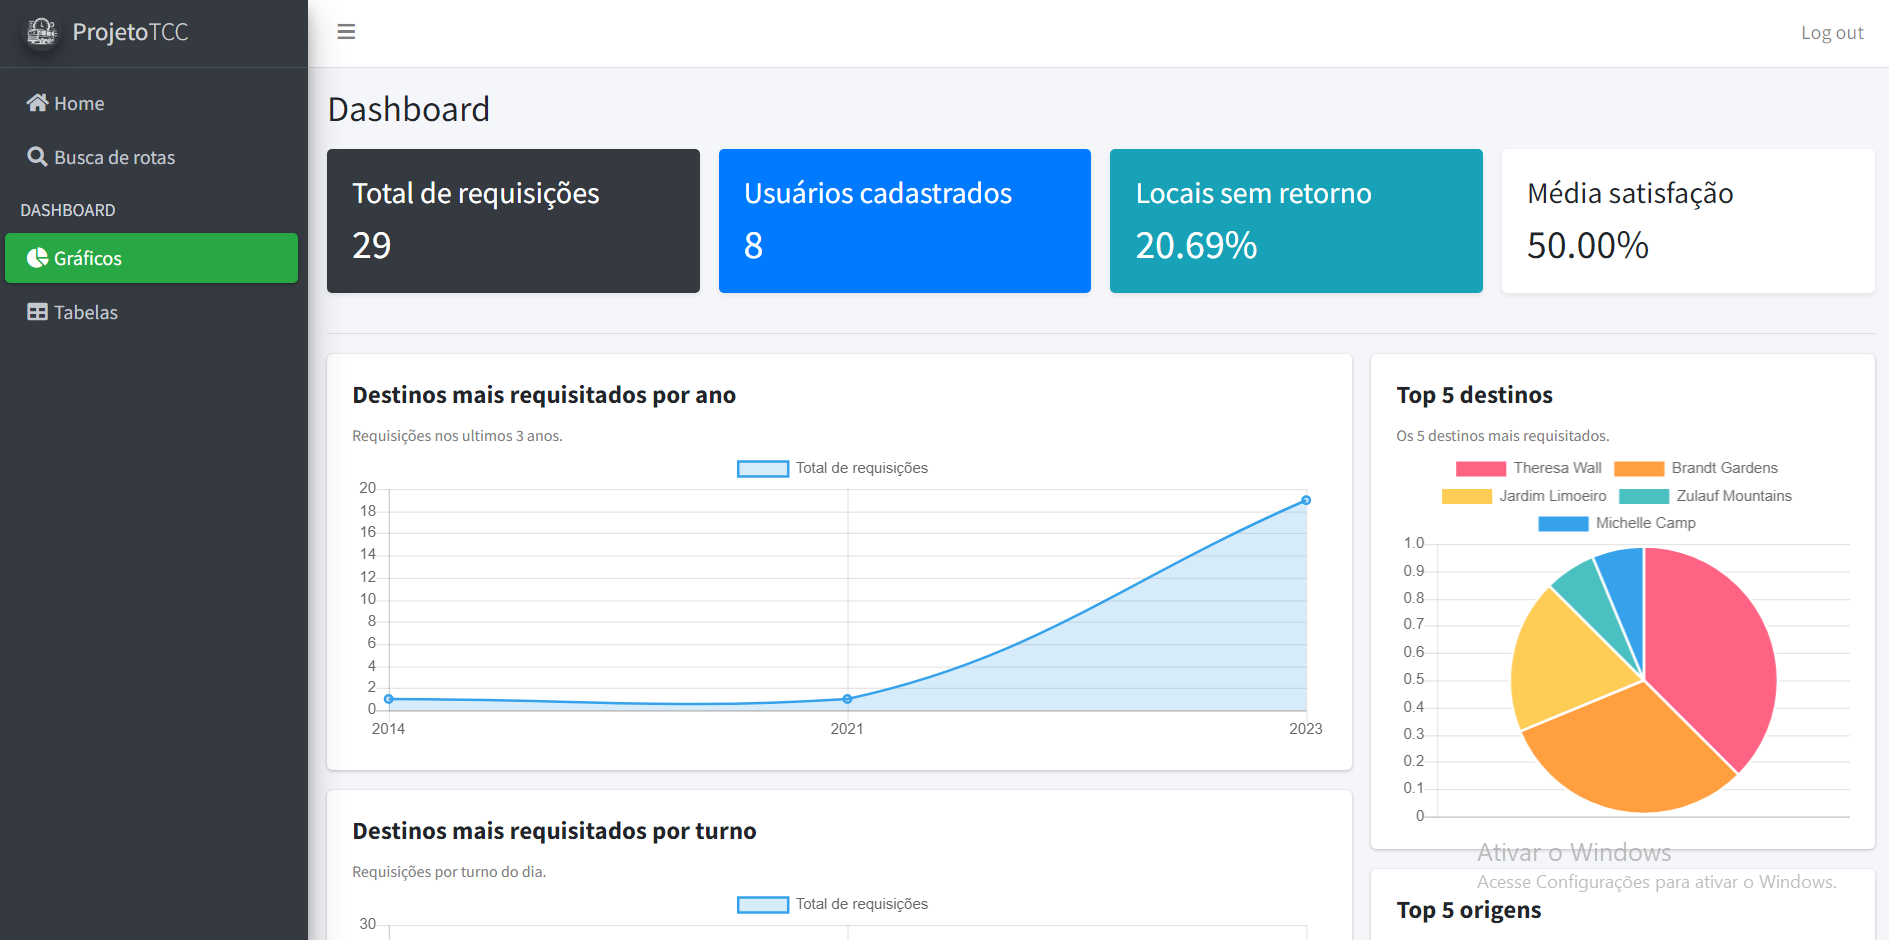 ProjetoTCC
Log out
Home
Busca de rotas
DASHBOARD
Gráficos
Tabelas
Dashboard
Total de requisições
29
Usuários cadastrados
8
Locais sem retorno
20.69%
Média satisfação
50.00%
Destinos mais requisitados por ano
Requisições nos ultimos 3 anos.
Total de requisições
20
18
16
14
12
10
8
6
4
2
0
2014 2021 2023
Top 5 destinos
Os 5 destinos mais requisitados.
Theresa Wall Brandt Gardens
Jardim Limoeiro Zulauf Mountains
Michelle Camp
1.0
0.9
0.8
0.7
0.6
0.5
0.4
0.3
0.2
0.1
0
Destinos mais requisitados por turno
Requisições por turno do dia.
Total de requisições
30
Ativar o Windows
Acesse Configurações para ativar o Windows.
Top 5 origens